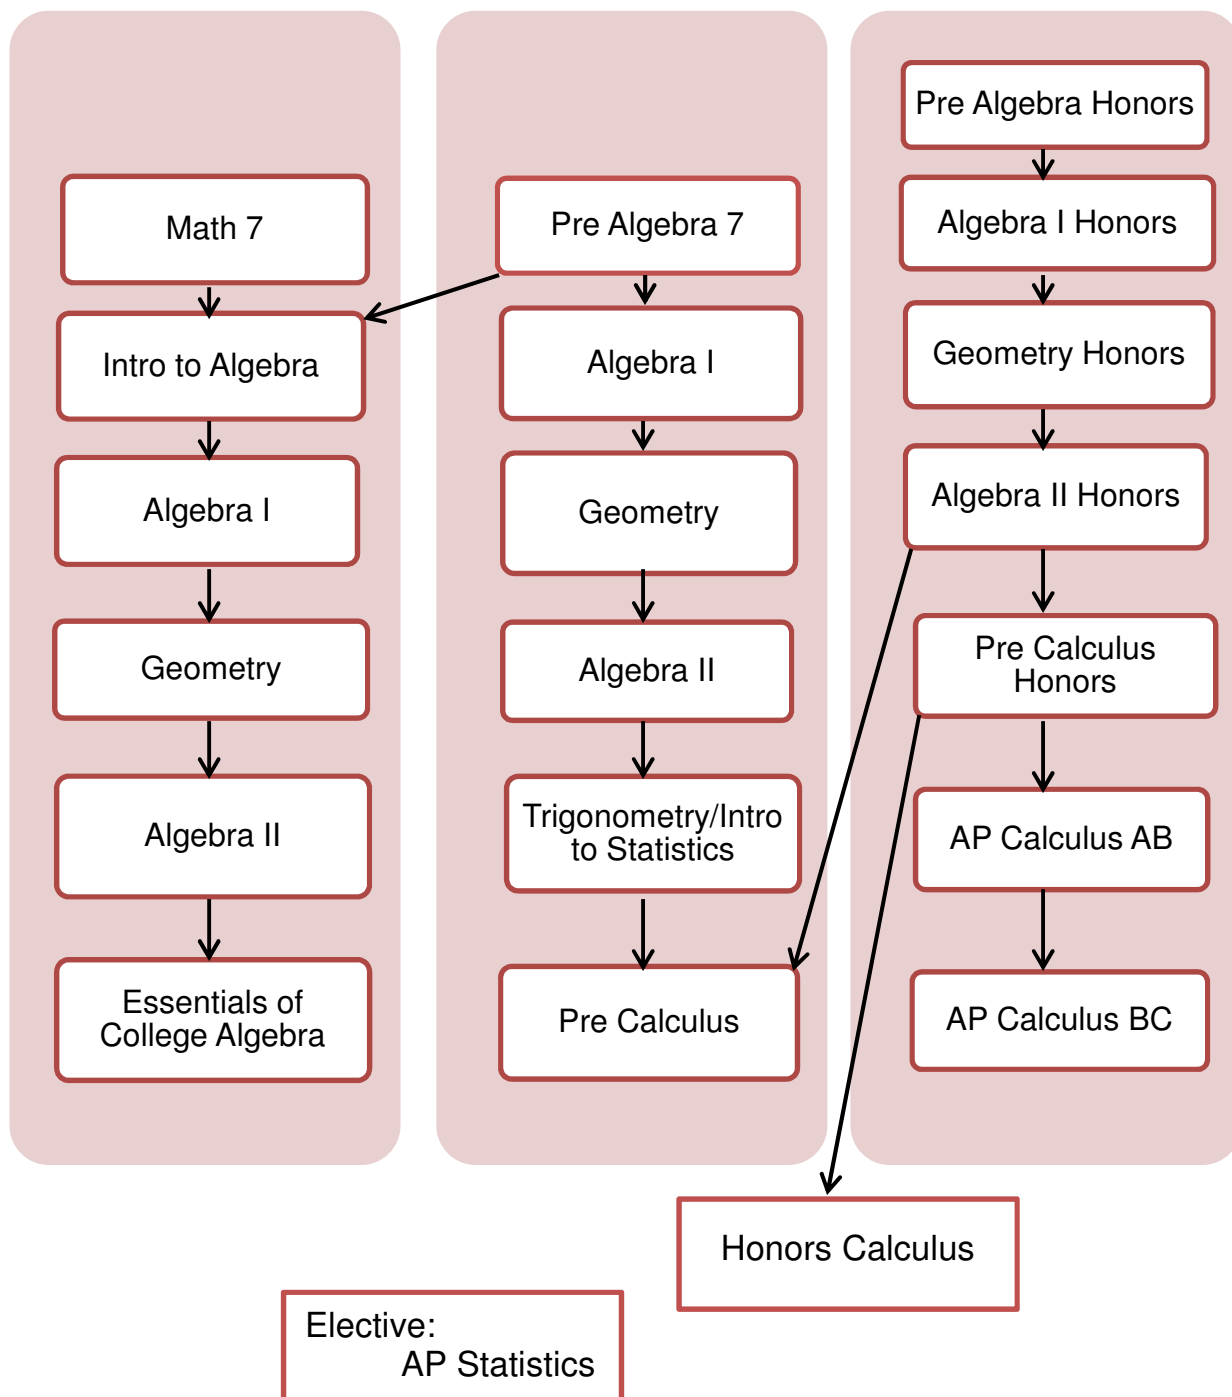 Math 7
Intro to Algebra
Algebra I
Geometry
Algebra II
Essentials of
College Algebra
Pre Algebra 7
Algebra I
Geometry
Algebra II
Trigonometry/Intro
to Statistics
Pre Calculus
Pre Algebra Honors
Algebra I Honors
Geometry Honors
Algebra II Honors
Pre Calculus
Honors
AP Calculus AB
AP Calculus BC
Honors Calculus
Elective:
AP Statistics